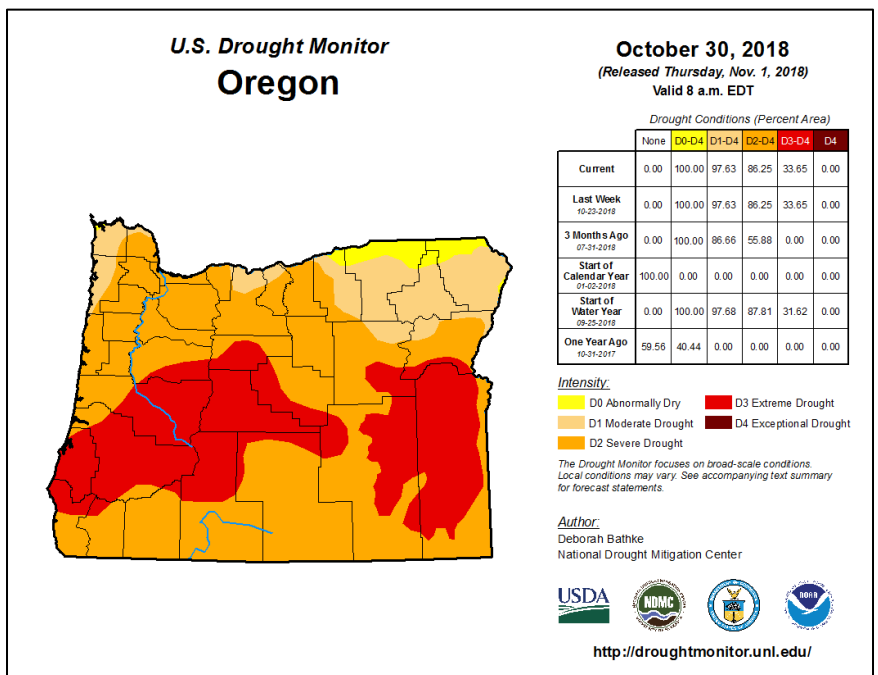 U.S. Drought Monitor
Oregon
October 30, 2018
(Released Thursday, Nov. 1, 2018)
Valid 8 a.m. EDT
Drought Conditions (Percent Area)
None D0-D4 D1-D4 D2-D4 D3-D4 D4
Current 0.00 100.00 97.63 86.25 33.65 0.00
Last Week
10-23-2018 0.00 100.00 97.63 86.25 33.65 0.00
3 Months Ago
07-31-2018 0.00 100.00 86.66 55.88 0.00 0.00
Start of
Calendar Year
01-02-2018 100.00 0.00 0.00 0.00 0.00 0.00
Start of
Water Year
09-25-2018 0.00 100.00 97.68 87.81 31.62 0.00
One Year Ago
10-31-2017 59.56 40.44 0.00 0.00 0.00 0.00
Intensity:
D0 Abnormally Dry D3 Extreme Drought
D1 Moderate Drought D4 Exceptional Drought
D2 Severe Drought
The Drought Monitor focuses on broad-scale conditions.
Local conditions may vary. See accompanying text summary
for forecast statements.
Author:
Deborah Bathke
National Drought Mitigation Center
USDA
NDMC
NOAA
http://droughtmonitor.unl.edu/